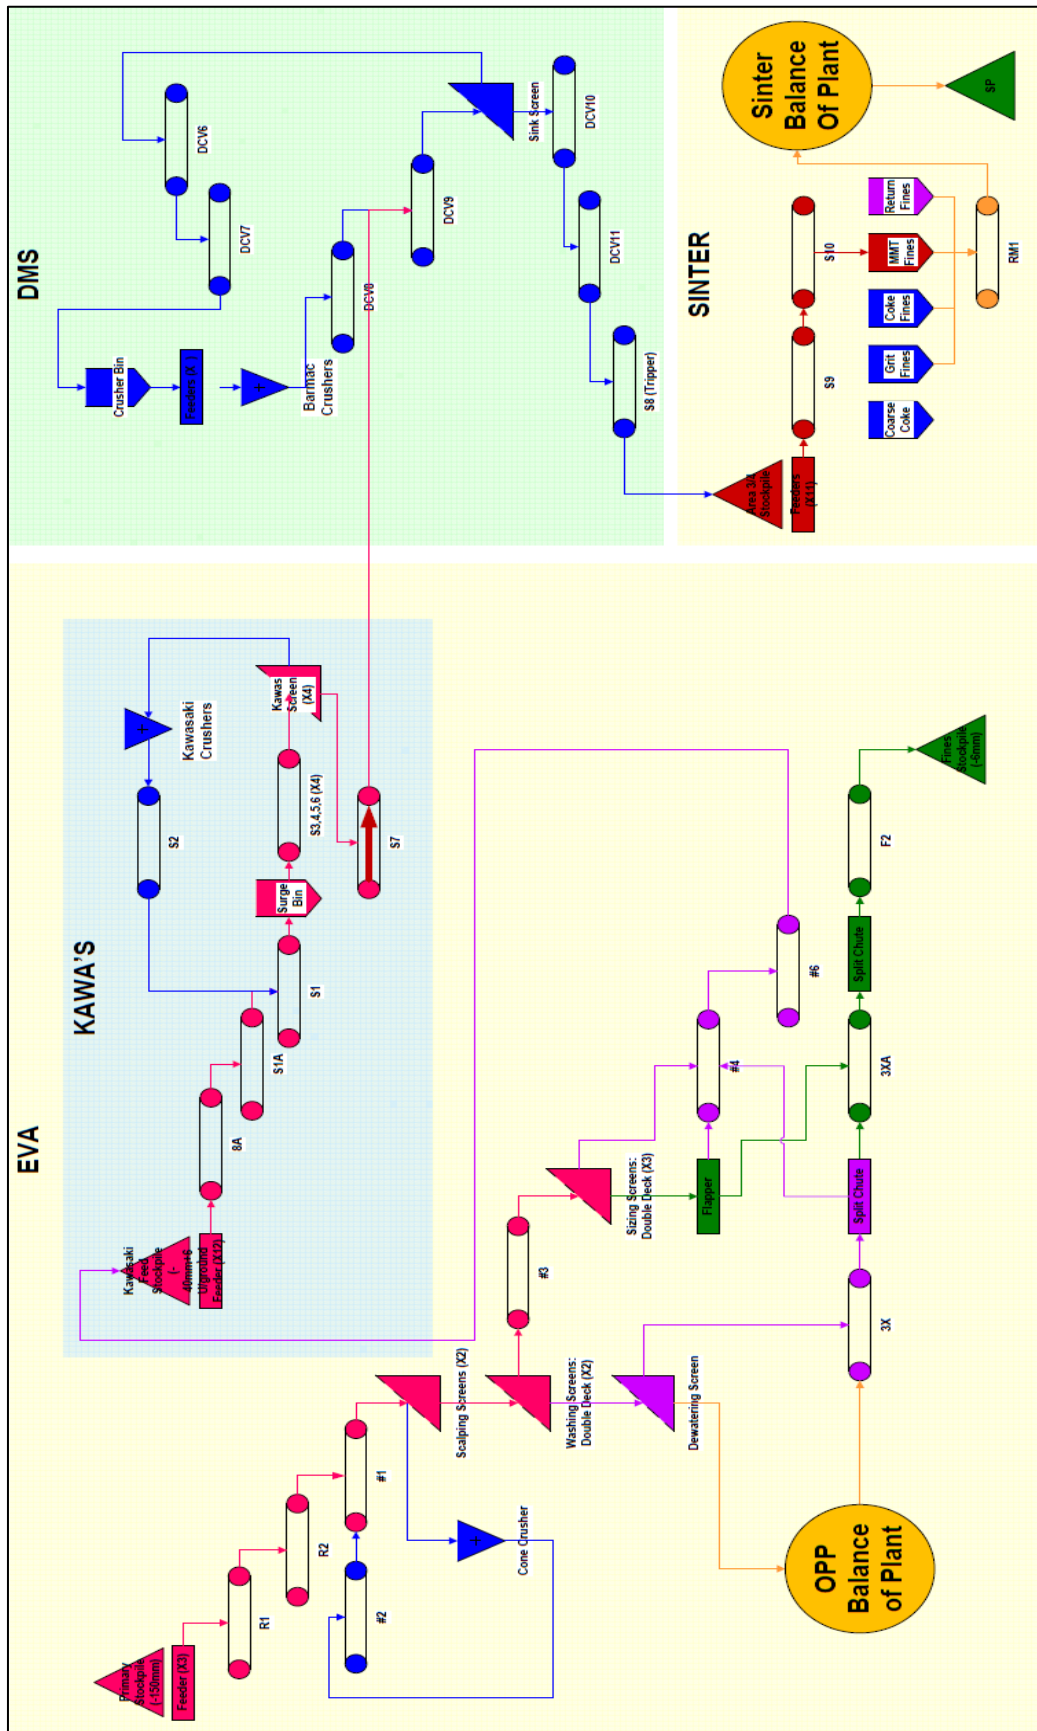 EVA
KAWA'S
DMS
SINTER
Primary
Stockpile
(-150mm)
Feeder (X3)
R1
R2
#1
#2
Cone Crusher
Scalping Screens (X2)
Washing Screens:
Double Deck (X2)
Dewatering Screen
OPP
Balance
of Plant
3X
Split Chute
3XA
Split Chute
F2
Fines
Stockpile
(-6mm)
#3
Sizing Screens:
Double Deck (X3)
Flapper
#4
#6
Kawasaki
Feed
Stockpile
(-
40mm+6
U/ground
Feeder (X12)
8A
S1A
S1
S2
Kawasaki
Crushers
Surge
Bin
S3,4,5,6 (X4)
Kawas
Screen
(X4)
S7
DCV6
DCV7
Crusher Bin
Feeders (X
Barmac
Crushers
DCV8
DCV9
Sink Screen
DCV10
DCV11
S8 (Tripper)
Area 3/4
Stockpile
Feeders
(X11)
S9
S10
Coarse
Coke
Grit
Fines
Coke
Fines
MMT
Fines
Return
Fines
RM1
Sinter
Balance
Of Plant
SP